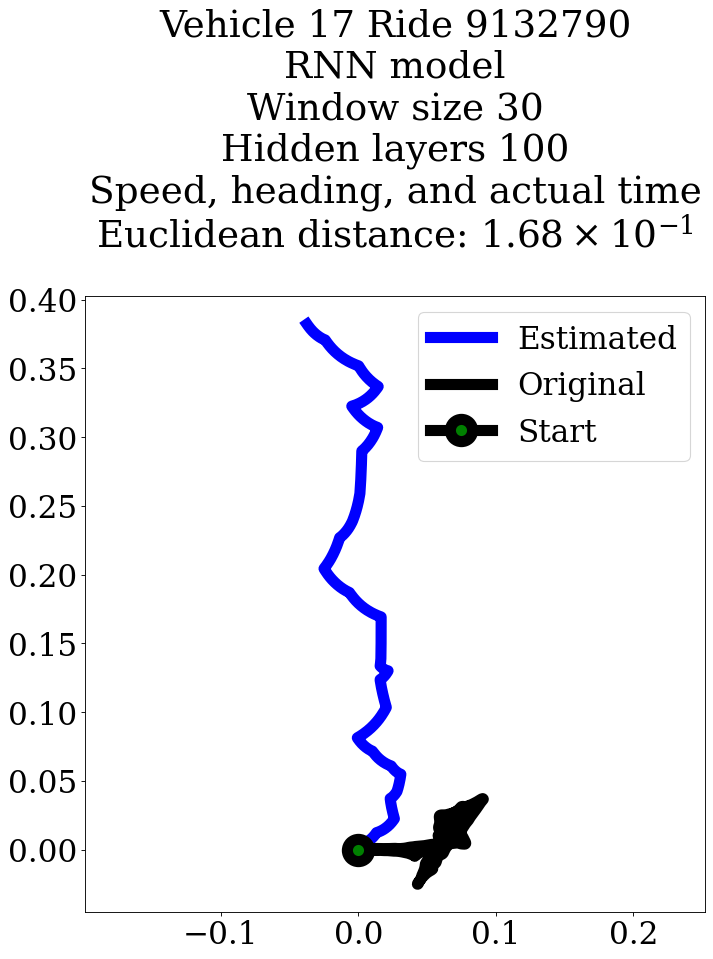 Vehicle 17 Ride 9132790
RNN model
Window size 30
Hidden layers 100
Speed, heading, and actual time
Euclidean distance: 1.68 × 10⁻¹
0.40
0.35
0.30
0.25
0.20
0.15
0.10
0.05
0.00
Estimated
Original
Start
−0.1 0.0 0.1 0.2